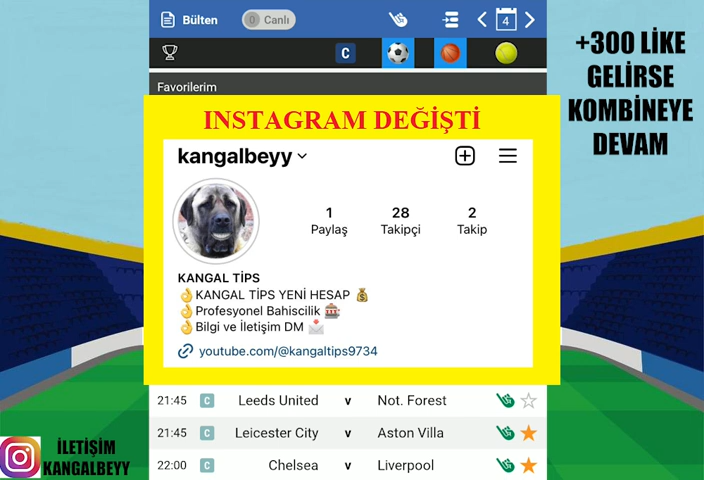 Bülten
0 Canlı
4
C
Favorilerim
+300 LİKE
GELİRSE
KOMBİNEYE
DEVAM
INSTAGRAM DEĞİŞTİ
kangalbeyy
1 28 2
Paylaş Takipçi Takip
KANGAL TİPS
👌KANGAL TİPS YENİ HESAP 💰
👌Profesyonel Bahiscilik 🎰
👌Bilgi ve İletişim DM 📩
youtube.com/@kangaltips9734
21:45 C Leeds United v Not. Forest
21:45 C Leicester City v Aston Villa
22:00 C Chelsea v Liverpool
İLETİŞİM
KANGALBEYY